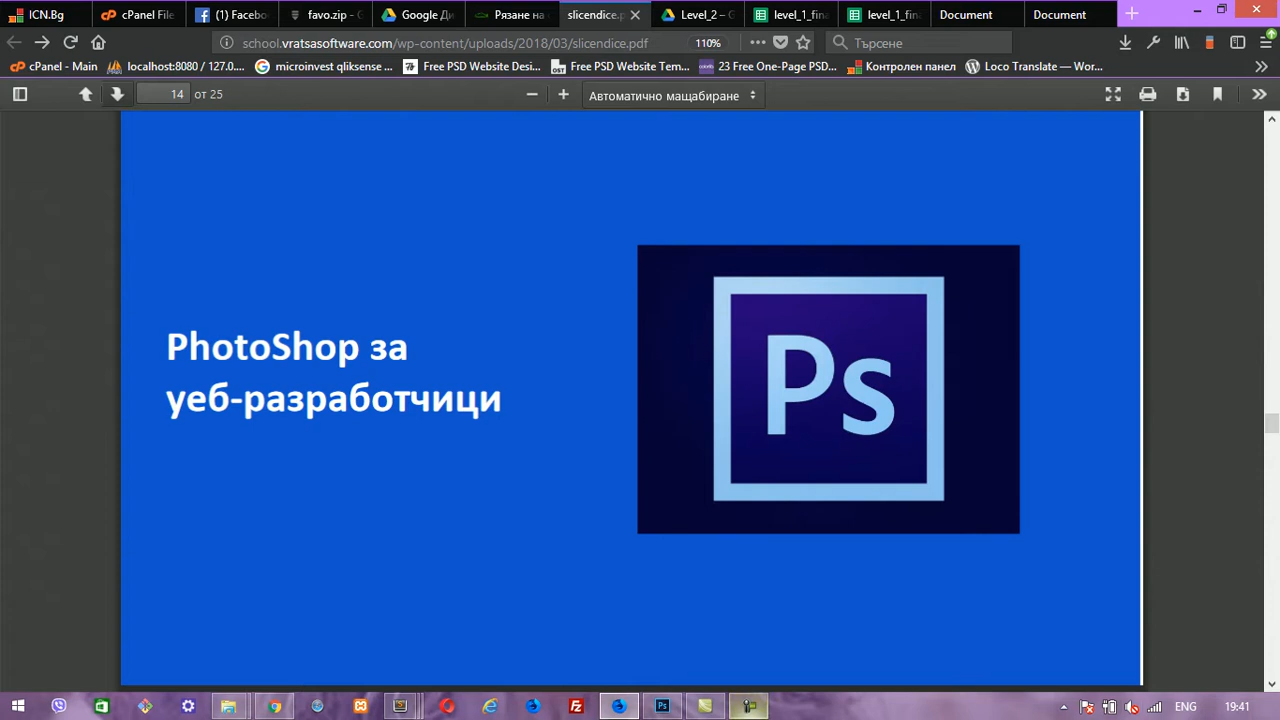 ICN.Bg
cPanel File
(1) Facebo
favo.zip - G
Google Ди
Рязане на
slicendice.p
Level_2 – G
level_1_fina
level_1_fina
Document
Document
school.vratsasoftware.com/wp-content/uploads/2018/03/slicendice.pdf
110%
Търсене
cPanel - Main
localhost:8080 / 127.0....
microinvest qliksense ...
Free PSD Website Desi...
Free PSD Website Tem...
23 Free One-Page PSD...
Контролен панел
Loco Translate — Wor...
14 от 25
Автоматично мащабиране
PhotoShop за
уеб-разработчици
Ps
ENG
19:41